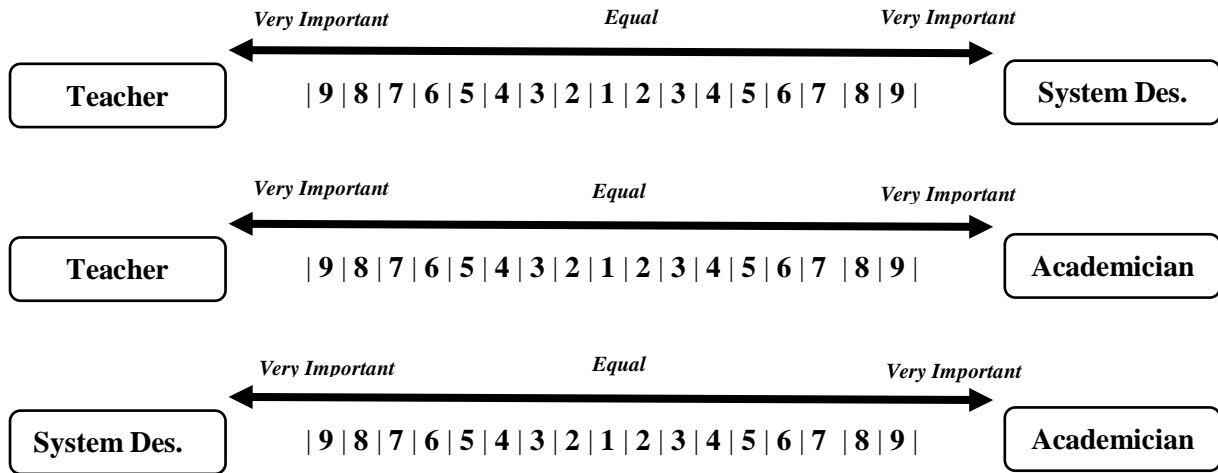 Very Important Equal Very Important
Teacher | 9 | 8 | 7 | 6 | 5 | 4 | 3 | 2 | 1 | 2 | 3 | 4 | 5 | 6 | 7 | 8 | 9 | System Des.
Very Important Equal Very Important
Teacher | 9 | 8 | 7 | 6 | 5 | 4 | 3 | 2 | 1 | 2 | 3 | 4 | 5 | 6 | 7 | 8 | 9 | Academician
Very Important Equal Very Important
System Des. | 9 | 8 | 7 | 6 | 5 | 4 | 3 | 2 | 1 | 2 | 3 | 4 | 5 | 6 | 7 | 8 | 9 | Academician